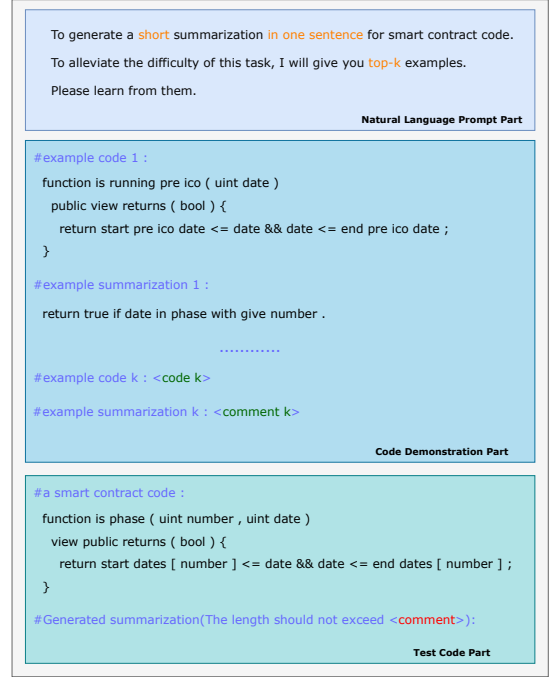 To generate a short summarization in one sentence for smart contract code.
To alleviate the difficulty of this task, I will give you top-k examples.
Please learn from them.
Natural Language Prompt Part
#example code 1 :
function is running pre ico ( uint date )
public view returns ( bool ) {
return start pre ico date <= date && date <= end pre ico date ;
}
#example summarization 1 :
return true if date in phase with give number .
............
#example code k : <code k>
#example summarization k : <comment k>
Code Demonstration Part
#a smart contract code :
function is phase ( uint number , uint date )
view public returns ( bool ) {
return start dates [ number ] <= date && date <= end dates [ number ] ;
}
#Generated summarization(The length should not exceed <comment>):
Test Code Part